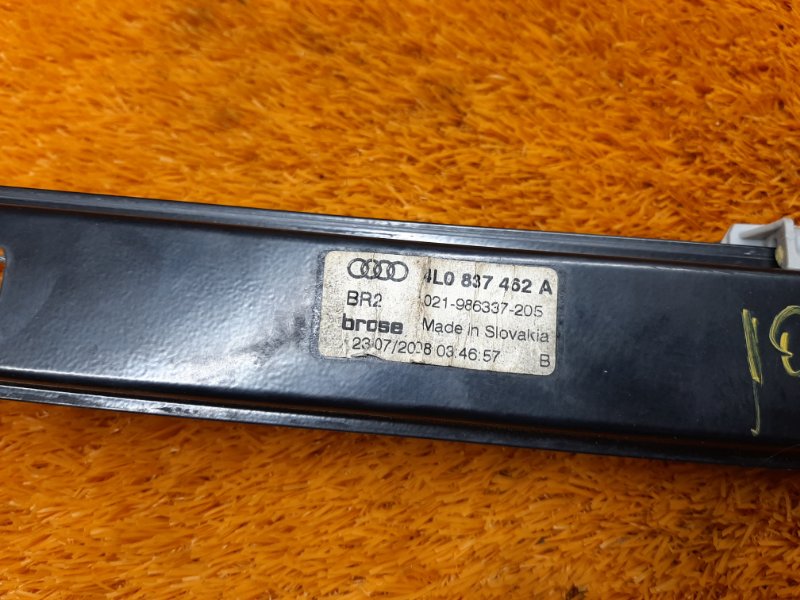 4L0 837 462 A
BR2 021-986337-205
brose Made in Slovakia
23/07/2008 03:46:57 B